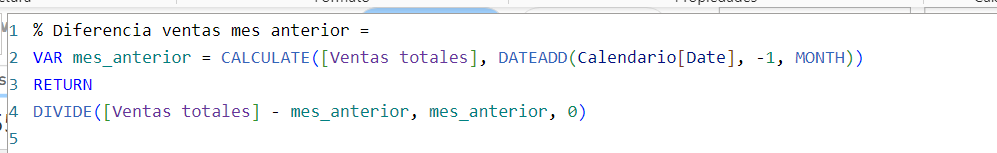 1 % Diferencia ventas mes anterior =
2 VAR mes_anterior = CALCULATE([Ventas totales], DATEADD(Calendario[Date], -1, MONTH))
3 RETURN
4 DIVIDE([Ventas totales] - mes_anterior, mes_anterior, 0)
5